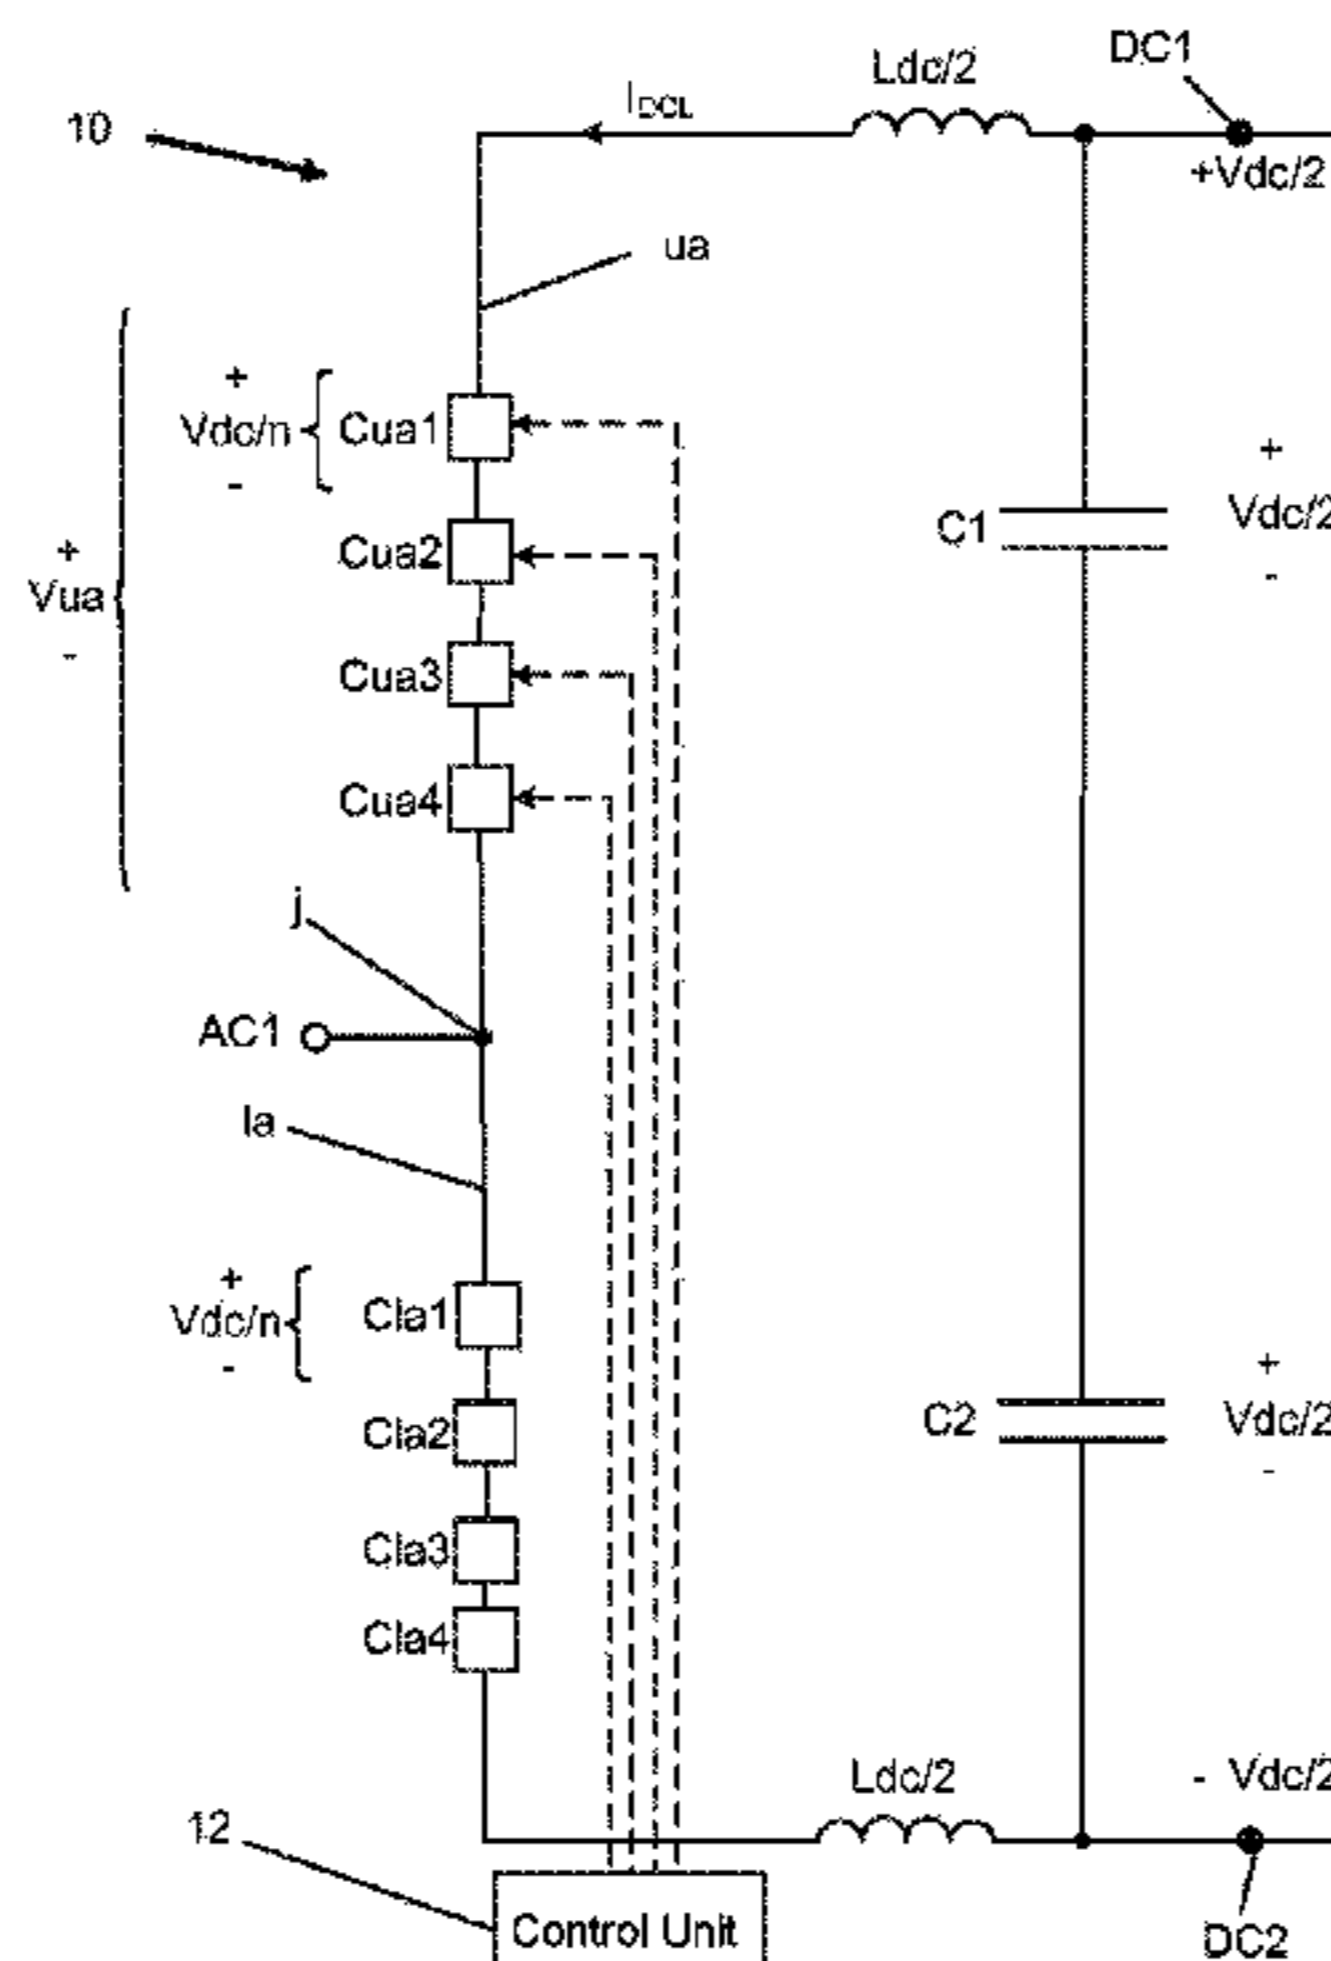 DC1
Ldc/2
IDCL
10
+Vdc/2
ua
+
Vdc/n
-
Cua1
+
Vdc/2
-
C1
Cua2
+
Vua
-
Cua3
Cua4
j
AC1
la
+
Vdc/n
-
Cla1
+
Vdc/2
-
C2
Cla2
Cla3
Cla4
Ldc/2
- Vdc/2
12
Control Unit
DC2